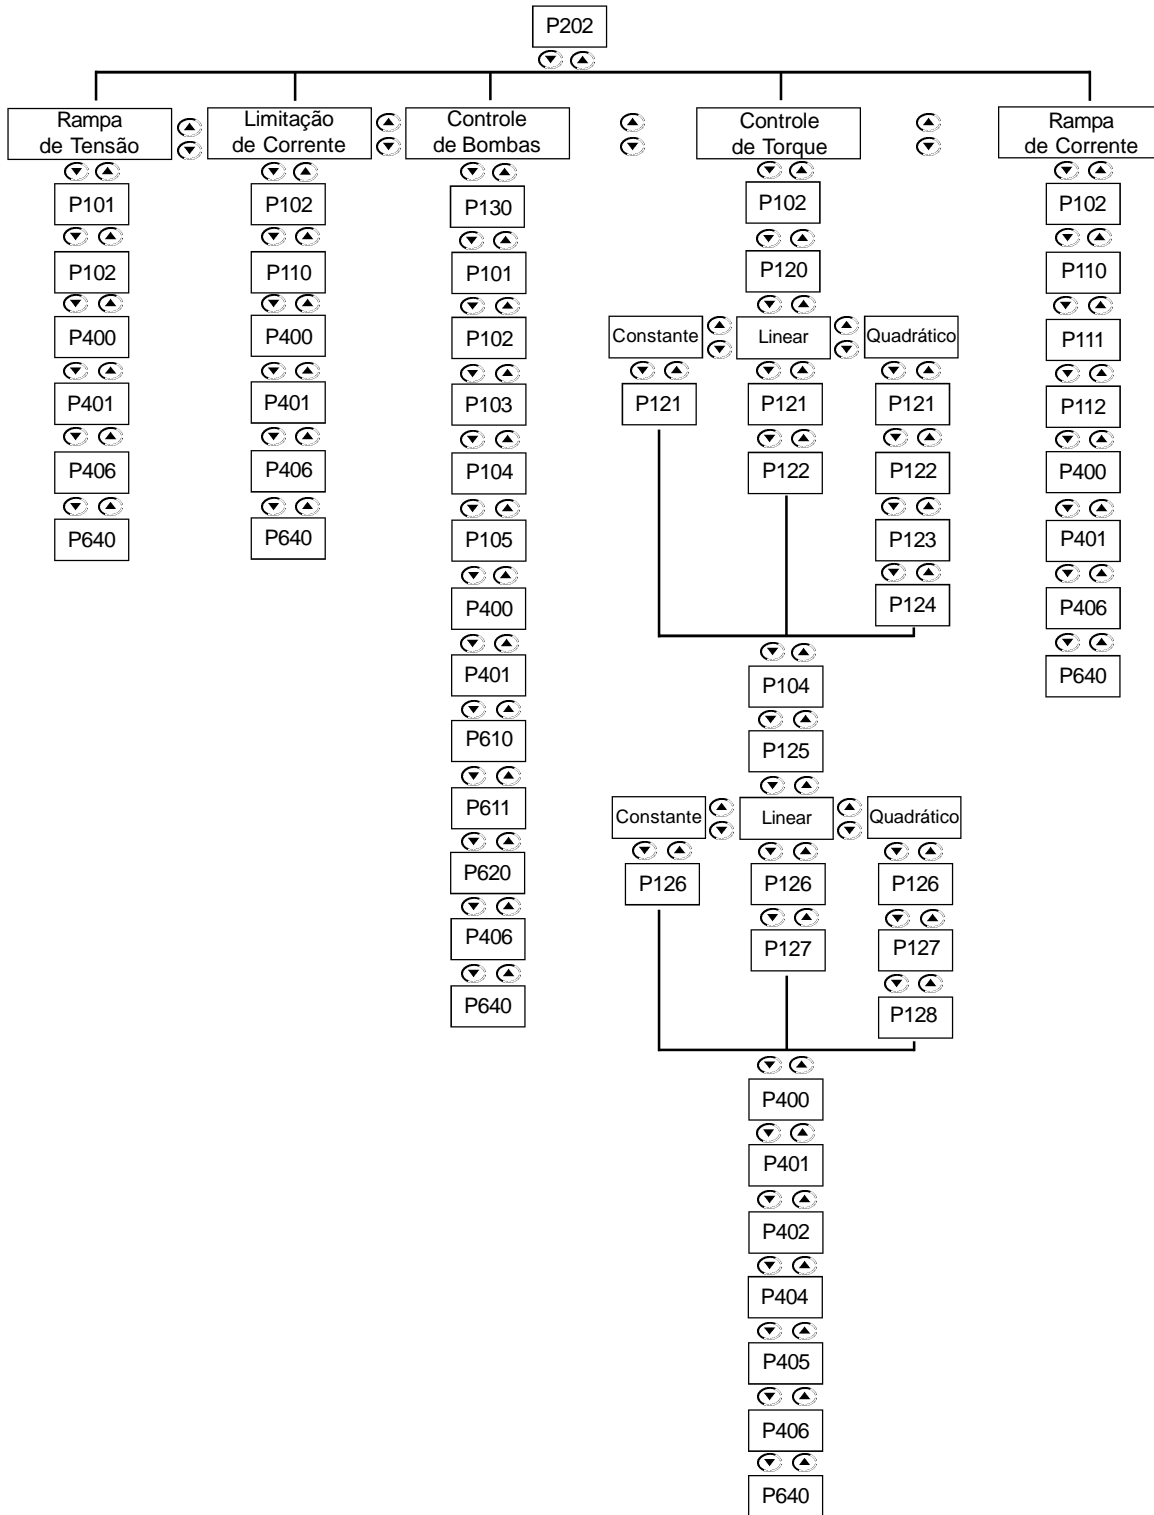 P202
Rampa
de Tensão
Limitação
de Corrente
Controle
de Bombas
Controle
de Torque
Rampa
de Corrente
P101
P102
P400
P401
P406
P640
P102
P110
P400
P401
P406
P640
P130
P101
P102
P103
P104
P105
P400
P401
P610
P611
P620
P406
P640
P102
P120
Constante
Linear
Quadrático
P121
P121
P122
P121
P122
P123
P124
P104
P125
Constante
Linear
Quadrático
P126
P126
P127
P126
P127
P128
P400
P401
P402
P404
P405
P406
P640
P102
P110
P111
P112
P400
P401
P406
P640